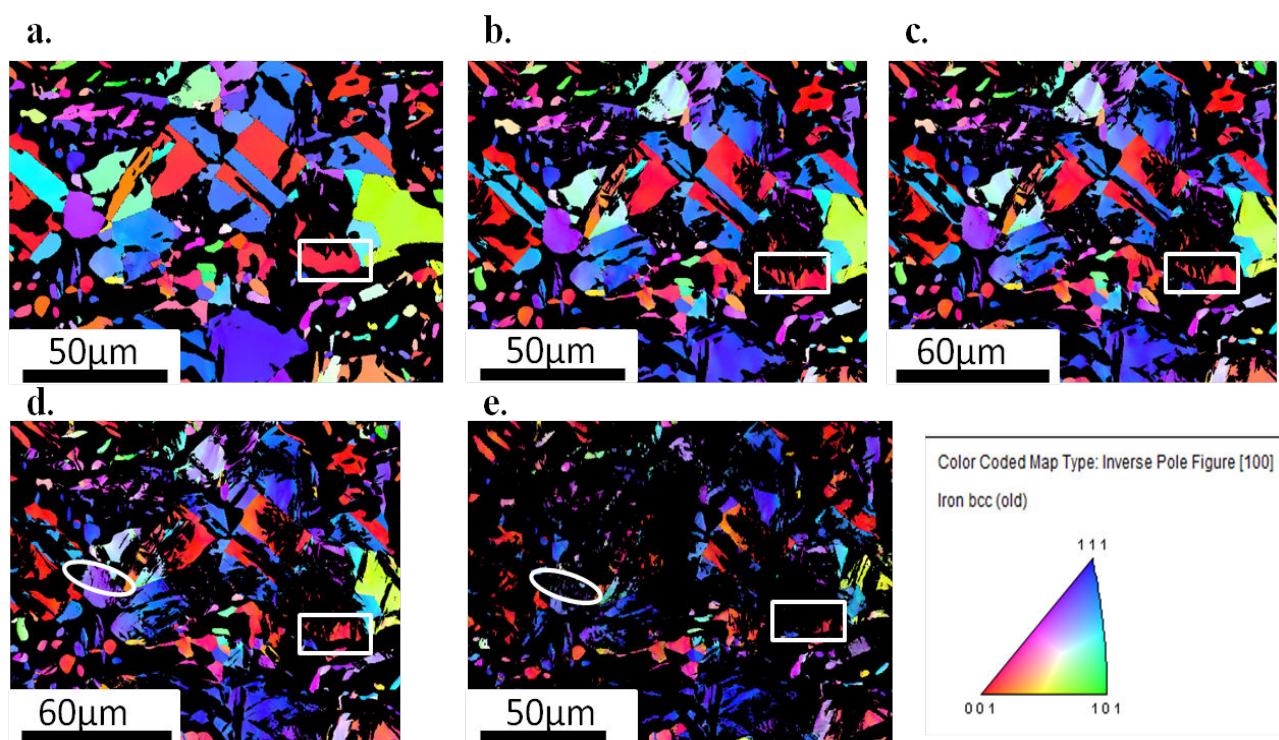 a.
b.
c.
50μm
50μm
60μm
d.
e.
60μm
50μm
Color Coded Map Type: Inverse Pole Figure [100]
Iron bcc (old)
1 1 1
0 0 1
1 0 1